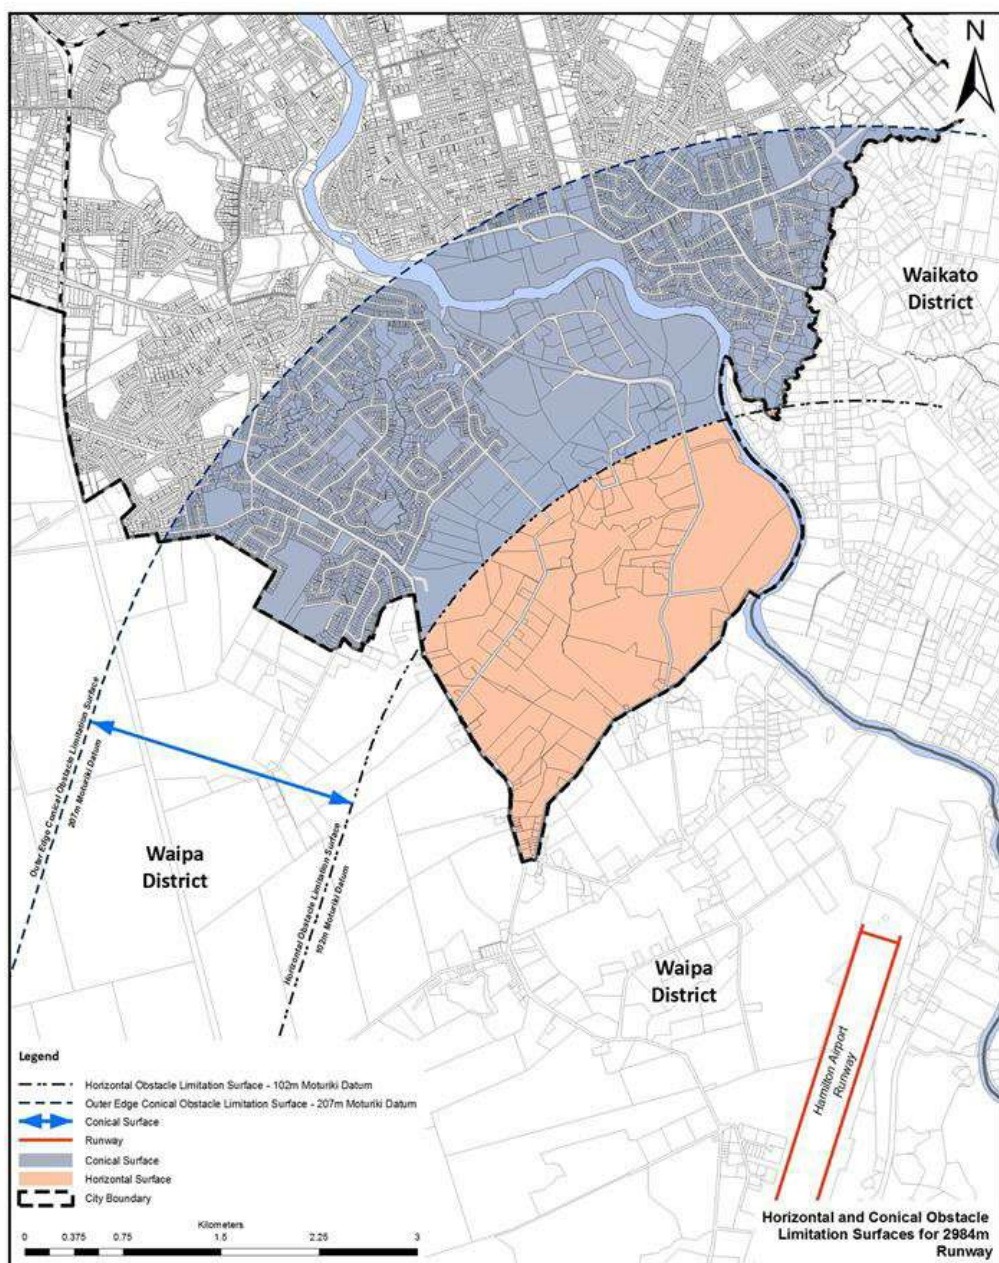 N
Waikato
District
Outer Edge Conical Obstacle Limitation Surface
207m Moturiki Datum
Horizontal Obstacle Limitation Surface
102m Moturiki Datum
Waipa
District
Waipa
District
Hamilton Airport
Runway
Legend
Horizontal Obstacle Limitation Surface - 102m Moturiki Datum
Outer Edge Conical Obstacle Limitation Surface - 207m Moturiki Datum
Conical Surface
Runway
Conical Surface
Horizontal Surface
City Boundary
Kilometers
0 0.375 0.75 1.5 2.25 3
Horizontal and Conical Obstacle
Limitation Surfaces for 2984m
Runway